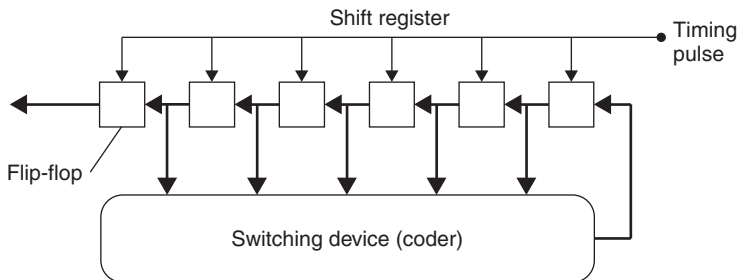 Shift register
Timing
pulse
Flip-flop
Switching device (coder)